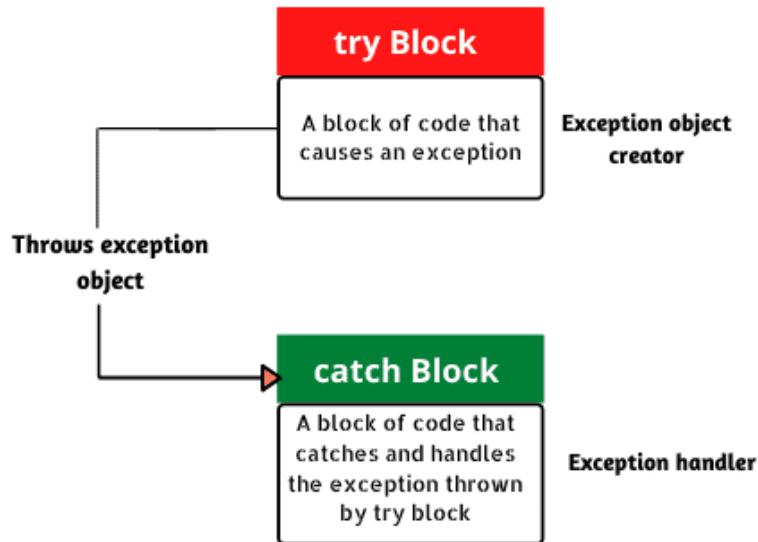 try Block
A block of code that
causes an exception
Exception object
creator
Throws exception
object
catch Block
A block of code that
catches and handles
the exception thrown
by try block
Exception handler